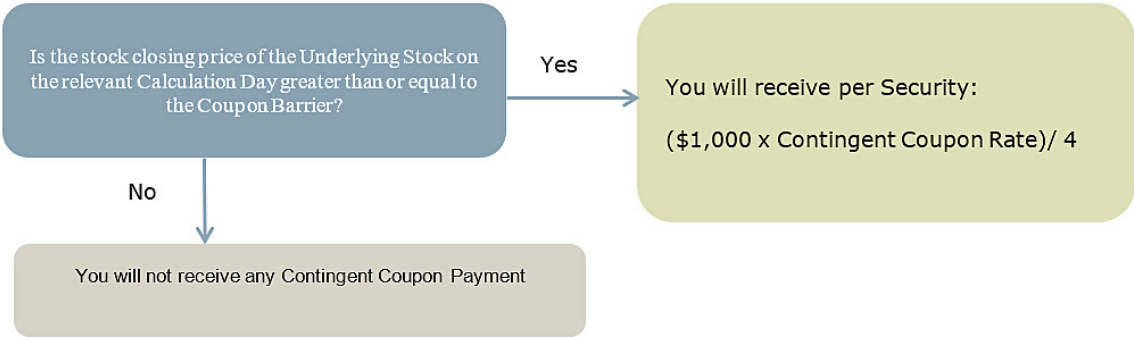 Is the stock closing price of the Underlying Stock on
the relevant Calculation Day greater than or equal to
the Coupon Barrier?
Yes
You will receive per Security:
($1,000 x Contingent Coupon Rate)/ 4
No
You will not receive any Contingent Coupon Payment